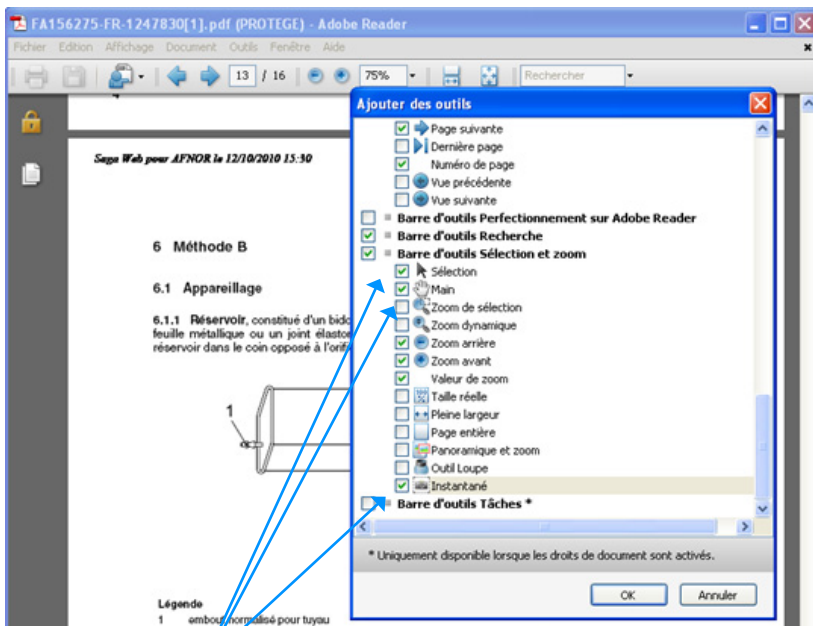 FA156275-FR-1247830[1].pdf (PROTEGE) - Adobe Reader
Fichier Edition Affichage Document Outils Fenêtre Aide
13 / 16 75% Rechercher
Ajouter des outils
Page suivante
Dernière page
Numéro de page
Vue précédente
Vue suivante
Barre d'outils Perfectionnement sur Adobe Reader
Barre d'outils Recherche
Barre d'outils Sélection et zoom
Sélection
Main
Zoom de sélection
Zoom dynamique
Zoom arrière
Zoom avant
Valeur de zoom
Taille réelle
Pleine largeur
Page entière
Panoramique et zoom
Outil Loupe
Instantané
Barre d'outils Tâches *
* Uniquement disponible lorsque les droits de document sont activés.
OK Annuler
Saga Web pour AFNOR le 12/10/2010 15:30
6 Méthode B
6.1 Appareillage
6.1.1 Réservoir, constitué d'un bido
feuille métallique ou un joint élastor
réservoir dans le coin opposé à l'orifi
1
Légende
1 embout normalisé pour tuyau